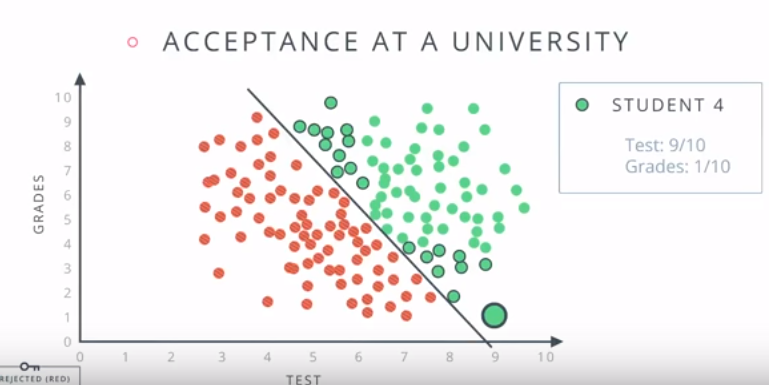 ACCEPTANCE AT A UNIVERSITY
STUDENT 4
Test: 9/10
Grades: 1/10
GRADES
10
9
8
7
6
5
4
3
2
1
0
0 1 2 3 4 5 6 7 8 9 10
TEST
REJECTED (RED)